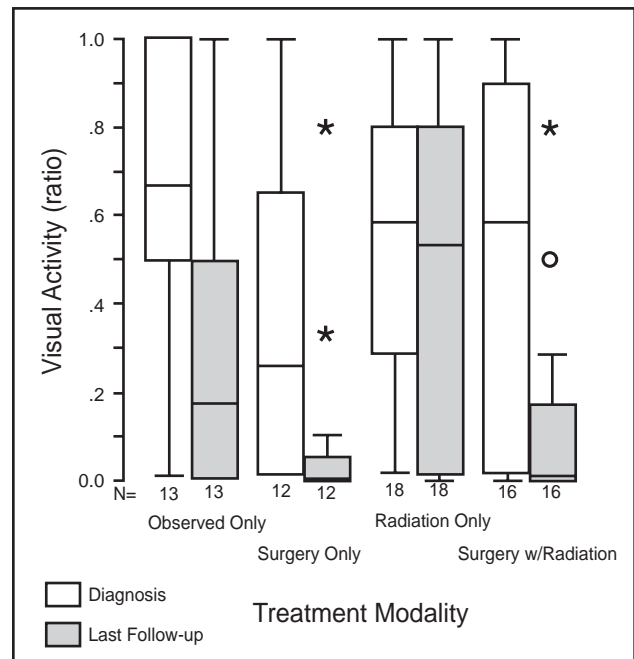 Visual Activity (ratio)
1.0
.8
.6
.4
.2
0.0
N= 13 13 12 12 18 18 16 16
Observed Only
Radiation Only
Surgery Only
Surgery w/Radiation
Diagnosis
Last Follow-up
Treatment Modality